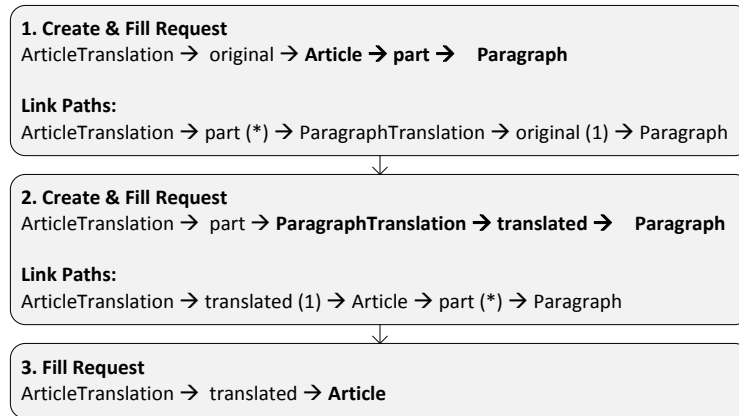 1. Create & Fill Request
ArticleTranslation → original → Article → part → Paragraph
Link Paths:
ArticleTranslation → part (*) → ParagraphTranslation → original (1) → Paragraph
2. Create & Fill Request
ArticleTranslation → part → ParagraphTranslation → translated → Paragraph
Link Paths:
ArticleTranslation → translated (1) → Article → part (*) → Paragraph
3. Fill Request
ArticleTranslation → translated → Article